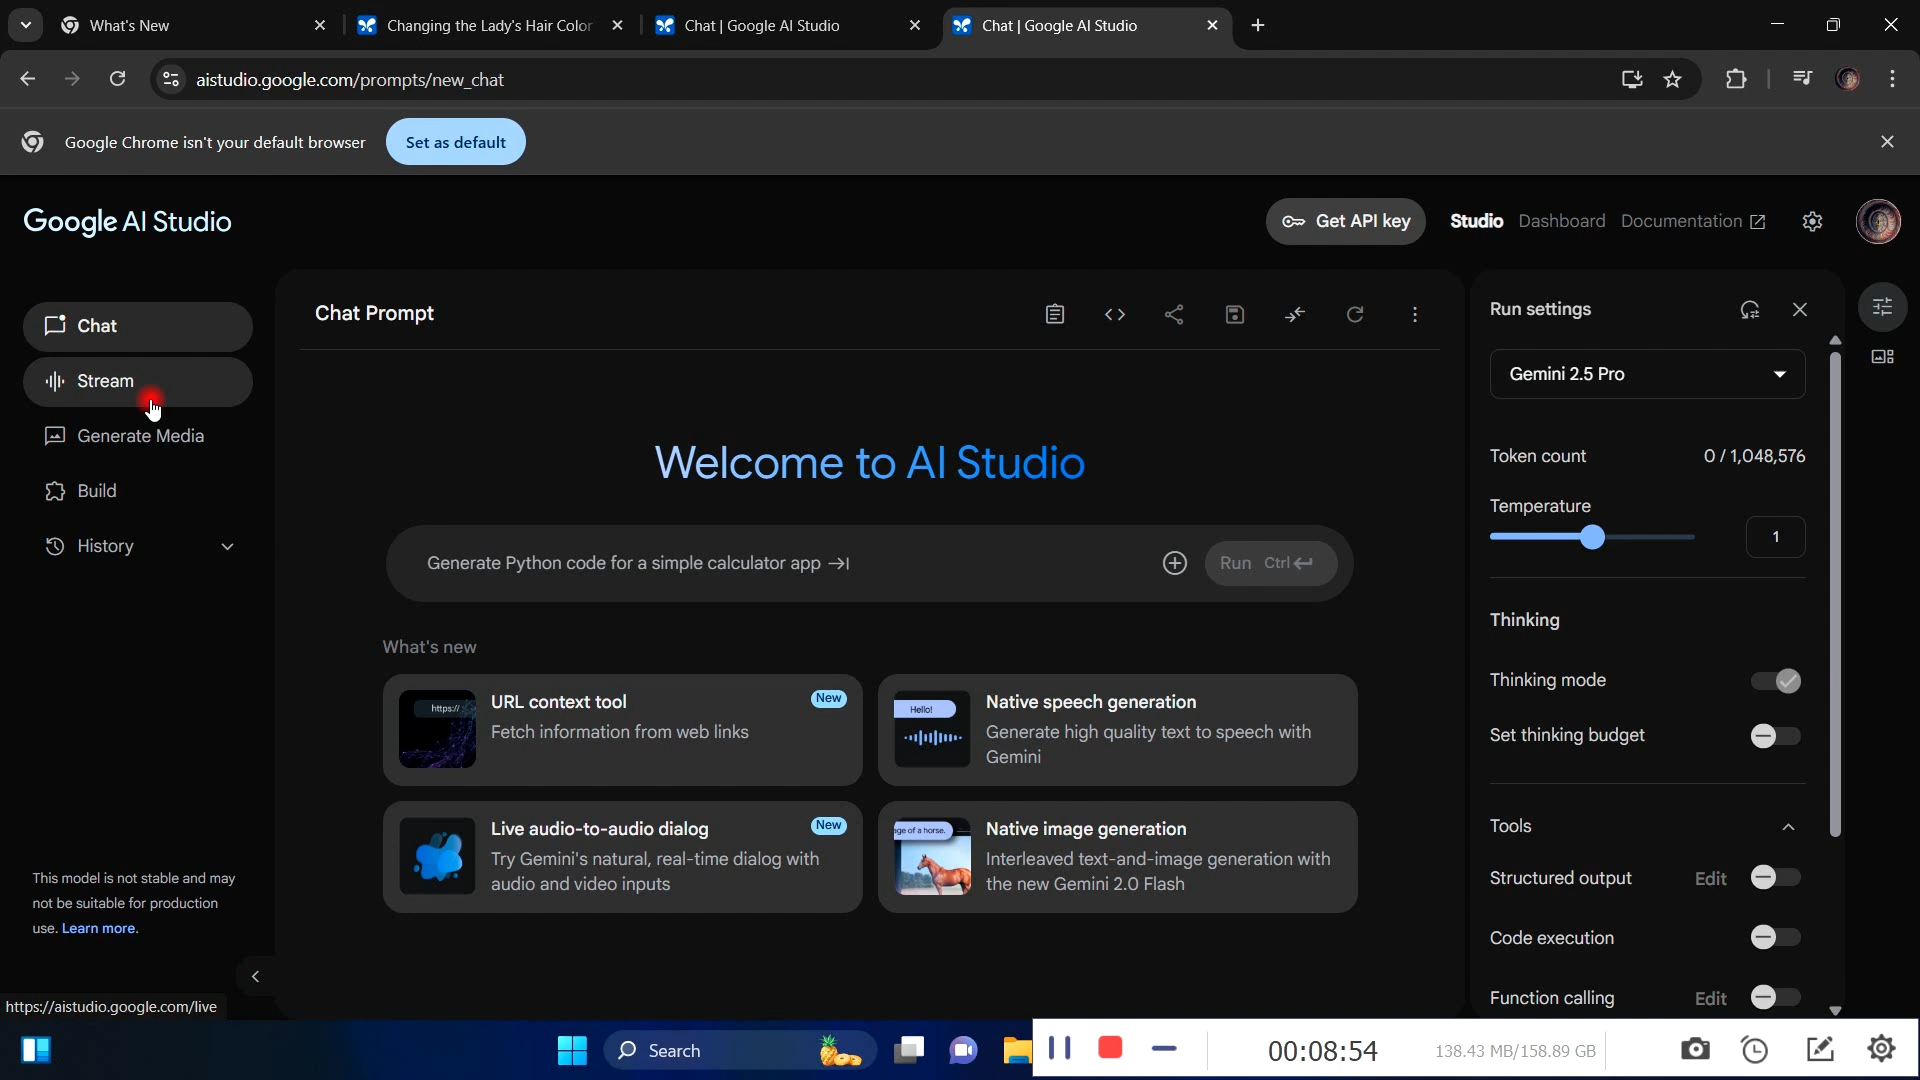 What's New
Changing the Lady's Hair Color
Chat | Google AI Studio
Chat | Google AI Studio
aistudio.google.com/prompts/new_chat
Google Chrome isn't your default browser
Set as default
Google AI Studio
Get API key
Studio
Dashboard
Documentation
Chat
Stream
Generate Media
Build
History
This model is not stable and may
not be suitable for production
use. Learn more.
https://aistudio.google.com/live
Chat Prompt
Welcome to AI Studio
Generate Python code for a simple calculator app
Run Ctrl
What's new
https://
URL context tool
New
Fetch information from web links
Hello!
Native speech generation
Generate high quality text to speech with
Gemini
Live audio-to-audio dialog
New
Try Gemini's natural, real-time dialog with
audio and video inputs
age of a horse.
Native image generation
Interleaved text-and-image generation with
the new Gemini 2.0 Flash
Run settings
Gemini 2.5 Pro
Token count
0 / 1,048,576
Temperature
1
Thinking
Thinking mode
Set thinking budget
Tools
Structured output
Edit
Code execution
Function calling
Edit
Search
00:08:54
138.43 MB/158.89 GB